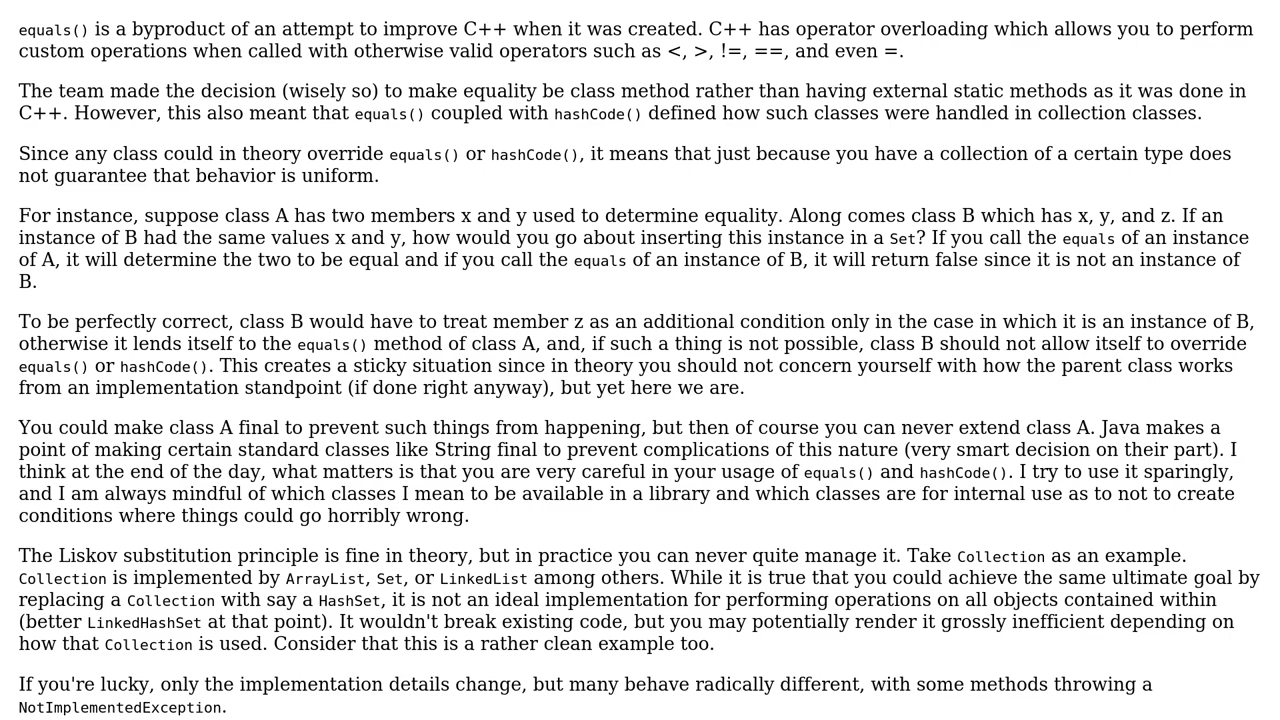 equals() is a byproduct of an attempt to improve C++ when it was created. C++ has operator overloading which allows you to perform
custom operations when called with otherwise valid operators such as <, >, !=, ==, and even =.
The team made the decision (wisely so) to make equality be class method rather than having external static methods as it was done in
C++. However, this also meant that equals() coupled with hashCode() defined how such classes were handled in collection classes.
Since any class could in theory override equals() or hashCode(), it means that just because you have a collection of a certain type does
not guarantee that behavior is uniform.
For instance, suppose class A has two members x and y used to determine equality. Along comes class B which has x, y, and z. If an
instance of B had the same values x and y, how would you go about inserting this instance in a Set? If you call the equals of an instance
of A, it will determine the two to be equal and if you call the equals of an instance of B, it will return false since it is not an instance of
B.
To be perfectly correct, class B would have to treat member z as an additional condition only in the case in which it is an instance of B,
otherwise it lends itself to the equals() method of class A, and, if such a thing is not possible, class B should not allow itself to override
equals() or hashCode(). This creates a sticky situation since in theory you should not concern yourself with how the parent class works
from an implementation standpoint (if done right anyway), but yet here we are.
You could make class A final to prevent such things from happening, but then of course you can never extend class A. Java makes a
point of making certain standard classes like String final to prevent complications of this nature (very smart decision on their part). I
think at the end of the day, what matters is that you are very careful in your usage of equals() and hashCode(). I try to use it sparingly,
and I am always mindful of which classes I mean to be available in a library and which classes are for internal use as to not to create
conditions where things could go horribly wrong.
The Liskov substitution principle is fine in theory, but in practice you can never quite manage it. Take Collection as an example.
Collection is implemented by ArrayList, Set, or LinkedList among others. While it is true that you could achieve the same ultimate goal by
replacing a Collection with say a HashSet, it is not an ideal implementation for performing operations on all objects contained within
(better LinkedHashSet at that point). It wouldn't break existing code, but you may potentially render it grossly inefficient depending on
how that Collection is used. Consider that this is a rather clean example too.
If you're lucky, only the implementation details change, but many behave radically different, with some methods throwing a
NotImplementedException.